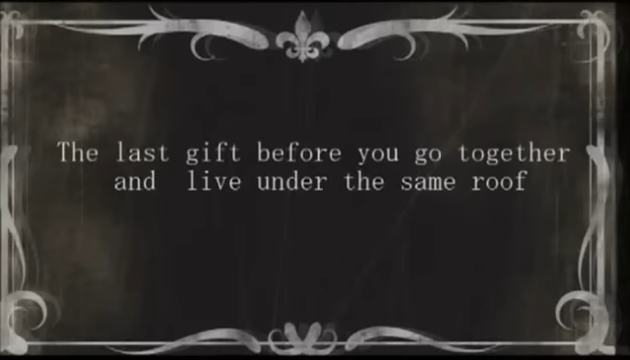 The last gift before you go together
and live under the same roof